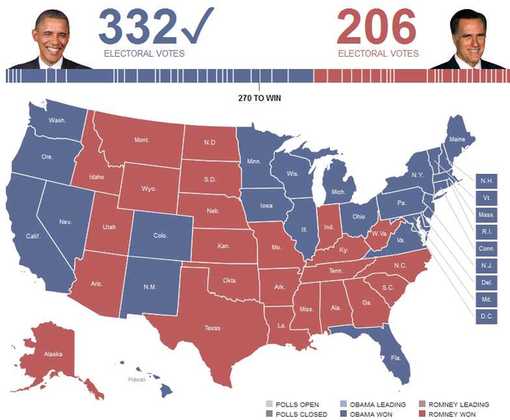 332✓ 206
ELECTORAL VOTES ELECTORAL VOTES
270 TO WIN
Wash.
Maine
Mont.
N.D
Minn.
Ore.
Idaho
S.D.
Wis.
N.Y.
N.H.
Wyo.
Mich.
Vt.
Iowa
Pa.
Mass.
Neb.
Nev.
Ohio
R.I.
Utah
Ill.
Ind.
Calif.
Colo.
W.Va.
Va.
Conn.
Kan.
Mo.
Ky.
N.J.
N.C.
Del.
Tenn.
Md.
Okla.
Ariz.
N.M.
Ark.
S.C.
D.C.
Miss.
Ala.
Ga.
Texas
La.
Alaska
Fla.
Hawaii
POLLS OPEN OBAMA LEADING ROMNEY LEADING
POLLS CLOSED OBAMA WON ROMNEY WON